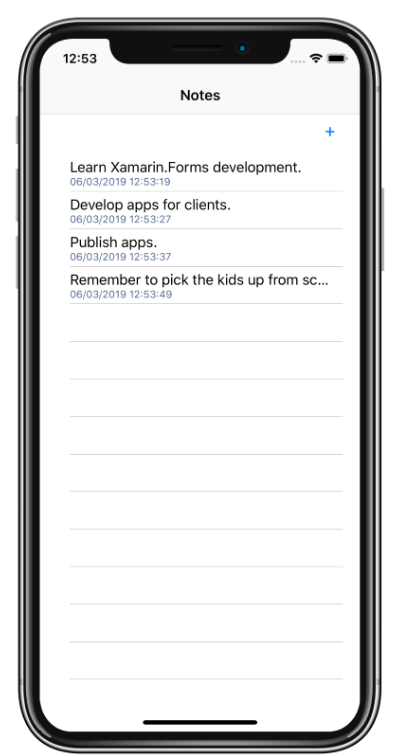 12:53
Notes
+
Learn Xamarin.Forms development.
06/03/2019 12:53:19
Develop apps for clients.
06/03/2019 12:53:27
Publish apps.
06/03/2019 12:53:37
Remember to pick the kids up from sc...
06/03/2019 12:53:49